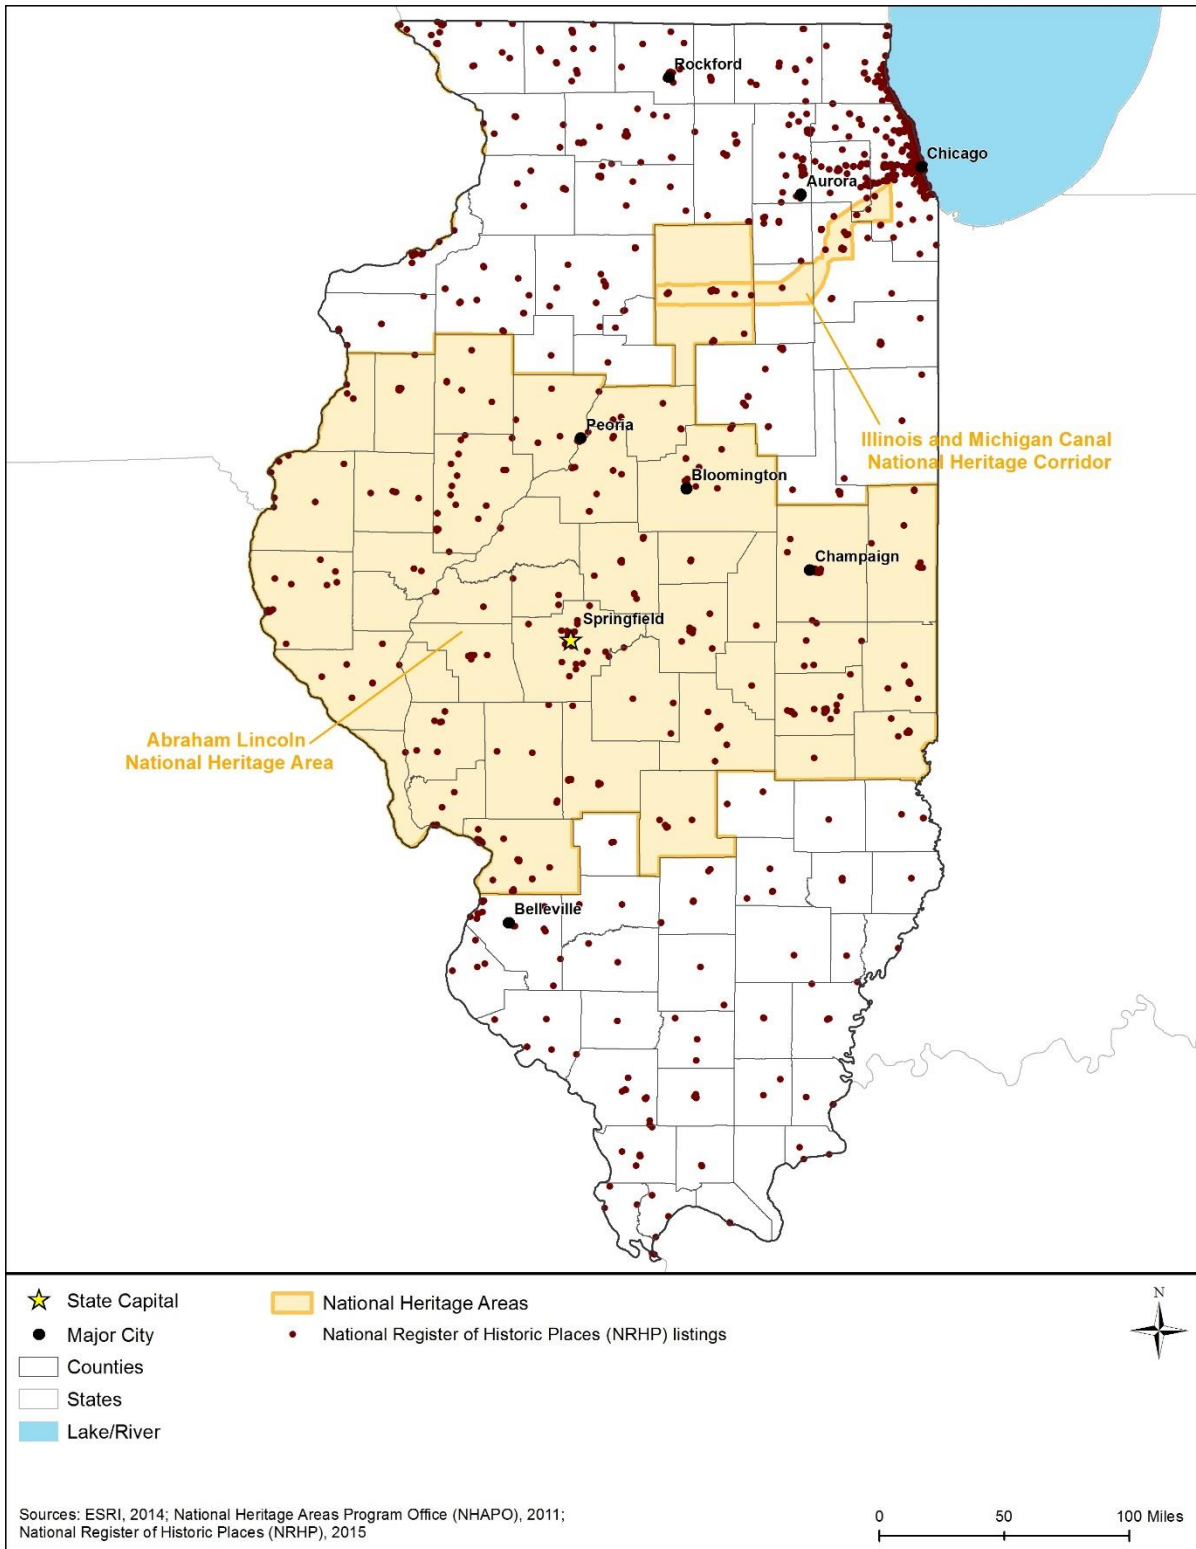 Rockford
Chicago
Aurora
Illinois and Michigan Canal
National Heritage Corridor
Peoria
Bloomington
Champaign
Springfield
Abraham Lincoln
National Heritage Area
Belleville
State Capital
National Heritage Areas
N
Major City
National Register of Historic Places (NRHP) listings
Counties
States
Lake/River
Sources: ESRI, 2014; National Heritage Areas Program Office (NHAPO), 2011;
National Register of Historic Places (NRHP), 2015
0 50 100 Miles